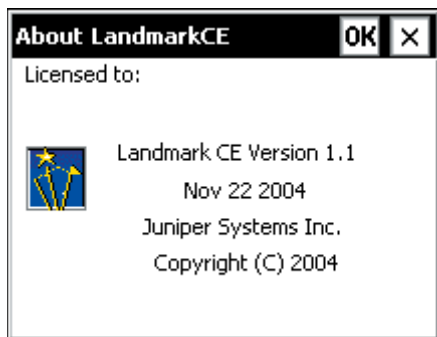 About LandmarkCE OK ×
Licensed to:
Landmark CE Version 1.1
Nov 22 2004
Juniper Systems Inc.
Copyright (C) 2004